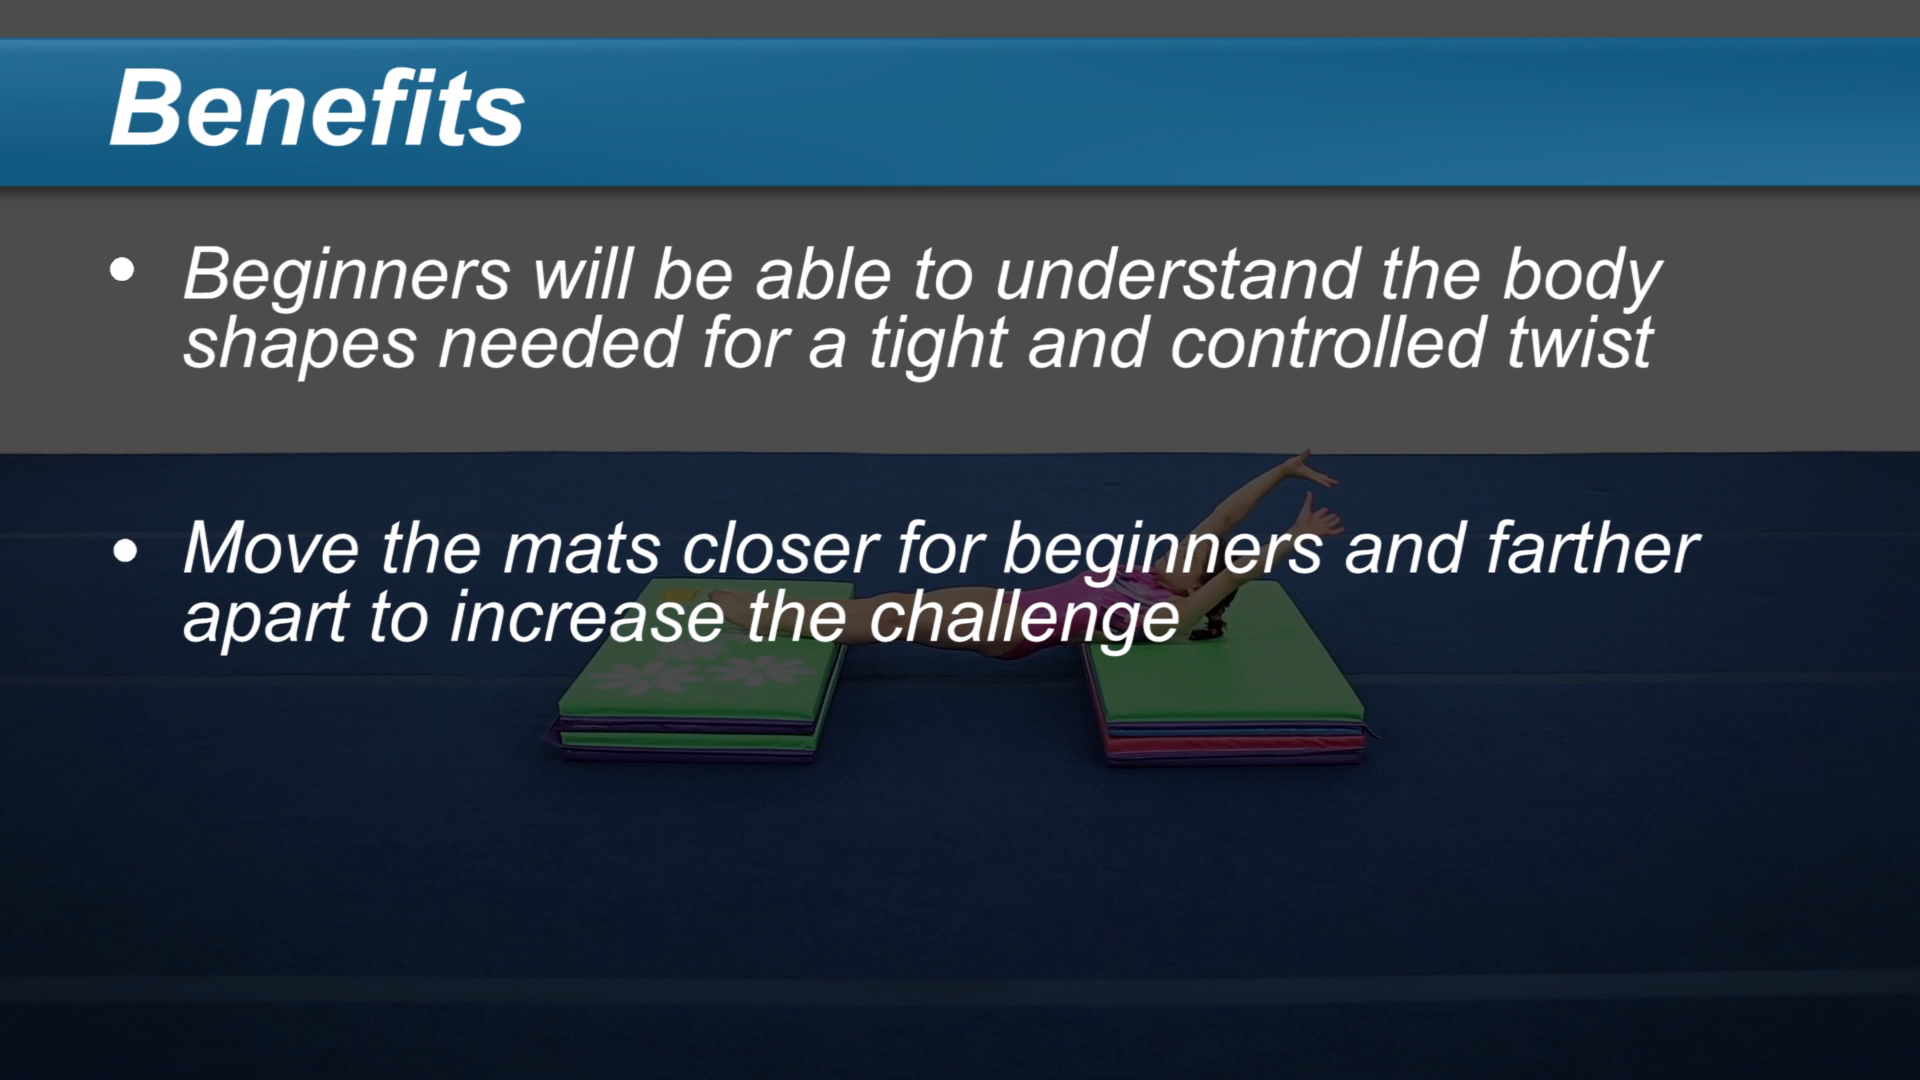 Benefits
• Beginners will be able to understand the body
shapes needed for a tight and controlled twist
• Move the mats closer for beginners and farther
apart to increase the challenge